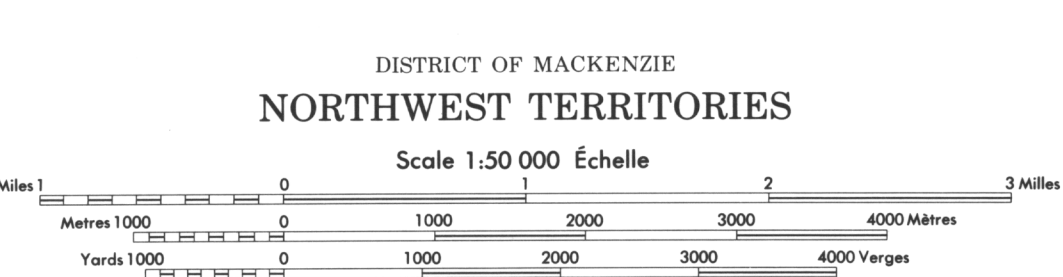 DISTRICT OF MACKENZIE
NORTHWEST TERRITORIES
Scale 1:50 000 Échelle
Miles 1 0 1 2 3 Milles
Metres 1000 0 1000 2000 3000 4000 Mètres
Yards 1000 0 1000 2000 3000 4000 Verges